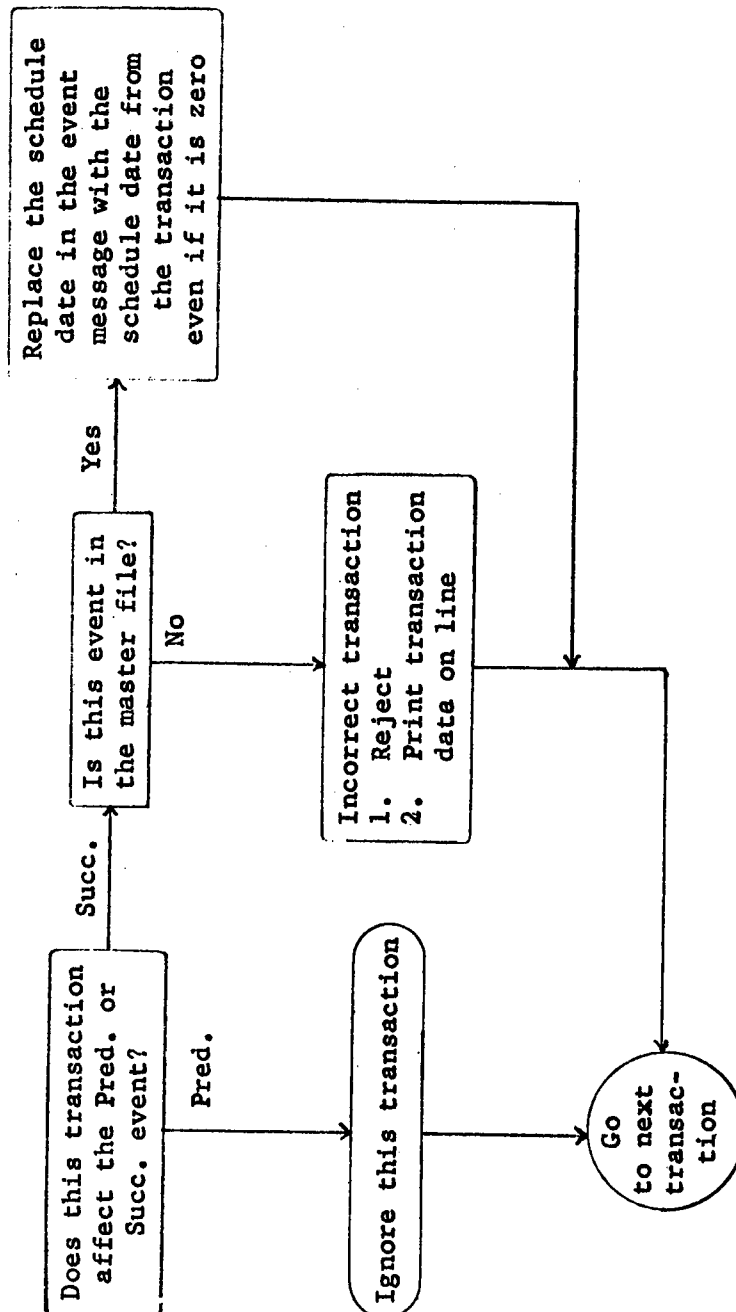 Does this transaction
affect the Pred. or
Succ. event?
Succ.
Is this event in
the master file?
Yes
Replace the schedule
date in the event
message with the
schedule date from
the transaction
even if it is zero
Pred.
No
Ignore this transaction
Incorrect transaction
1. Reject
2. Print transaction
data on line
Go
to next
transac-
tion